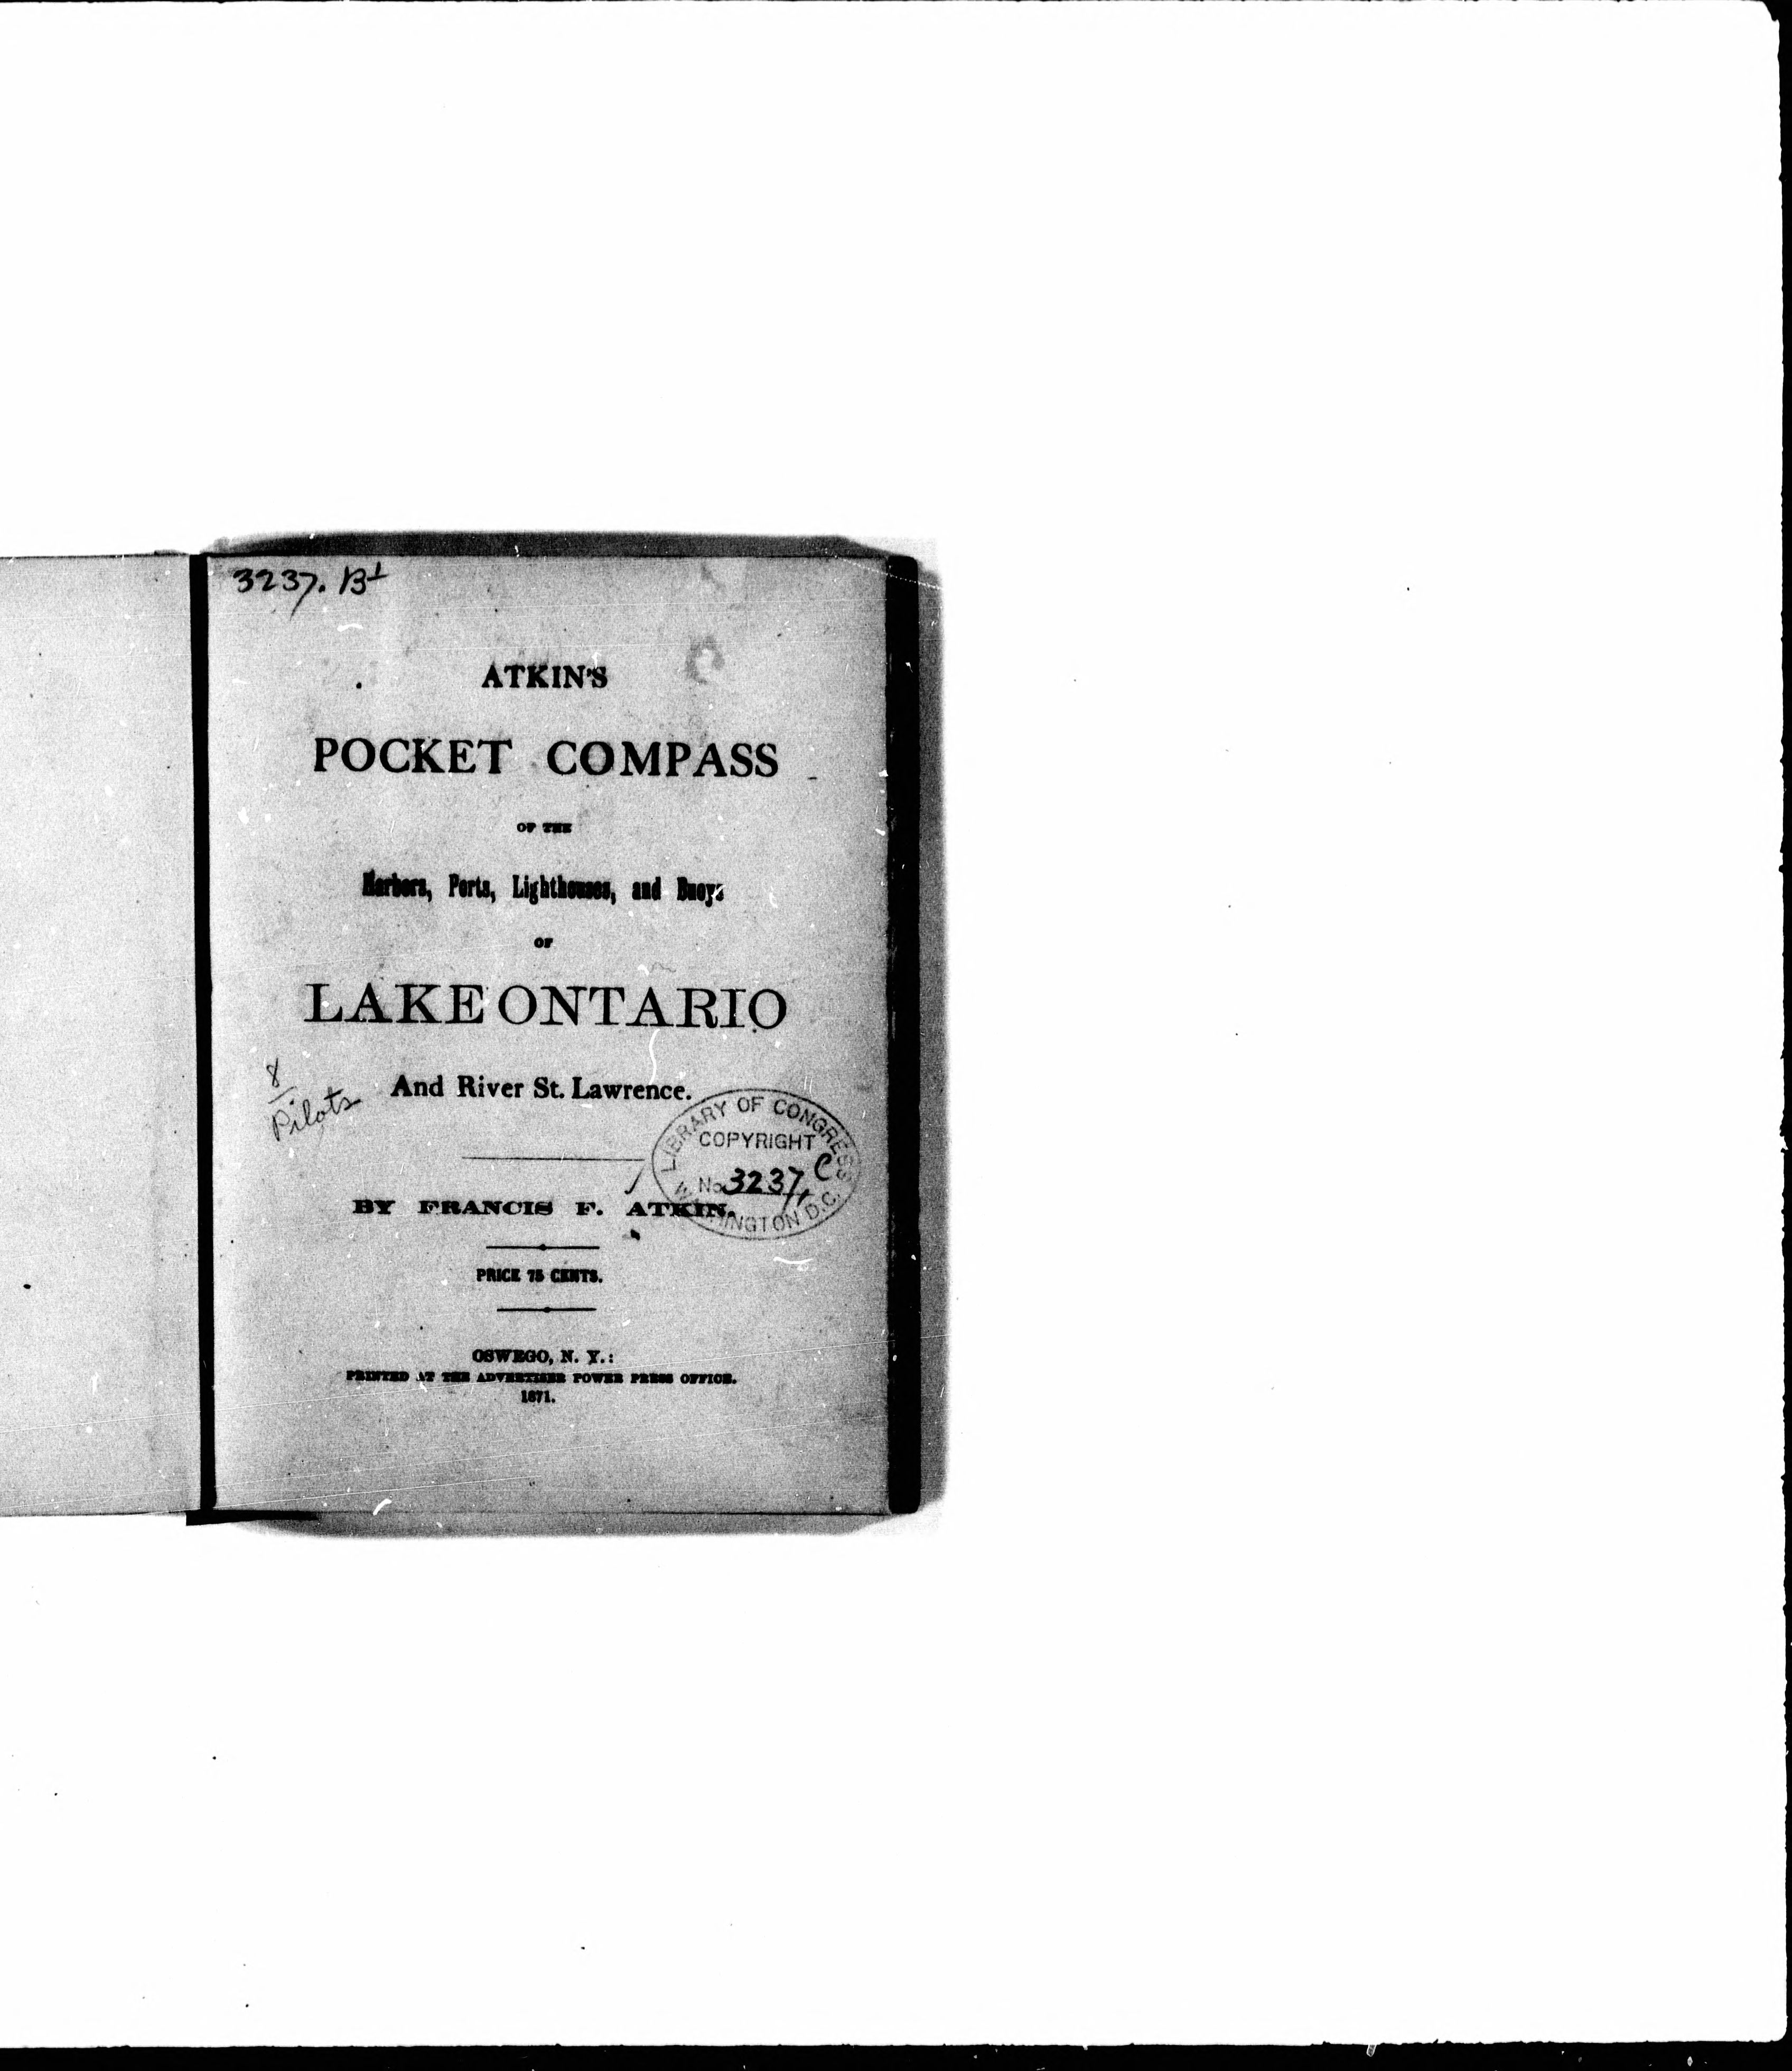 3237. B1
ATKIN'S
POCKET COMPASS
OF THE
Harbors, Ports, Lighthouses, and Buoys
OF
LAKE ONTARIO
And River St. Lawrence.
8
Pilots
LIBRARY OF CONGRESS
COPYRIGHT
No 3237 C
WASHINGTON D.C.
BY FRANCIS F. ATKIN.
PRICE 75 CENTS.
OSWEGO, N. Y.:
PRINTED AT THE ADVERTISER POWER PRESS OFFICE.
1871.